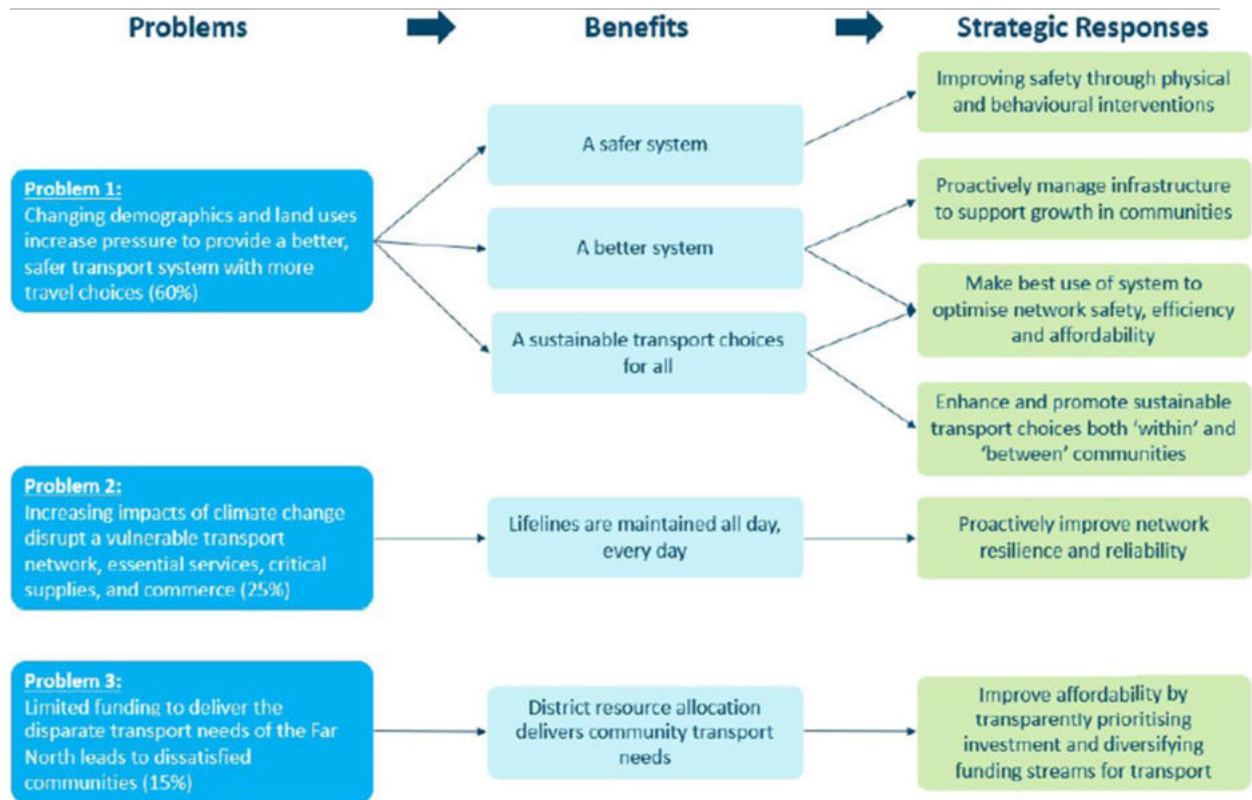 Problems
Benefits
Strategic Responses
Problem 1:
Changing demographics and land uses
increase pressure to provide a better,
safer transport system with more
travel choices (60%)
A safer system
A better system
A sustainable transport choices
for all
Improving safety through physical
and behavioural interventions
Proactively manage infrastructure
to support growth in communities
Make best use of system to
optimise network safety, efficiency
and affordability
Enhance and promote sustainable
transport choices both ‘within’ and
‘between’ communities
Problem 2:
Increasing impacts of climate change
disrupt a vulnerable transport
network, essential services, critical
supplies, and commerce (25%)
Lifelines are maintained all day,
every day
Proactively improve network
resilience and reliability
Problem 3:
Limited funding to deliver the
disparate transport needs of the Far
North leads to dissatisfied
communities (15%)
District resource allocation
delivers community transport
needs
Improve affordability by
transparently prioritising
investment and diversifying
funding streams for transport